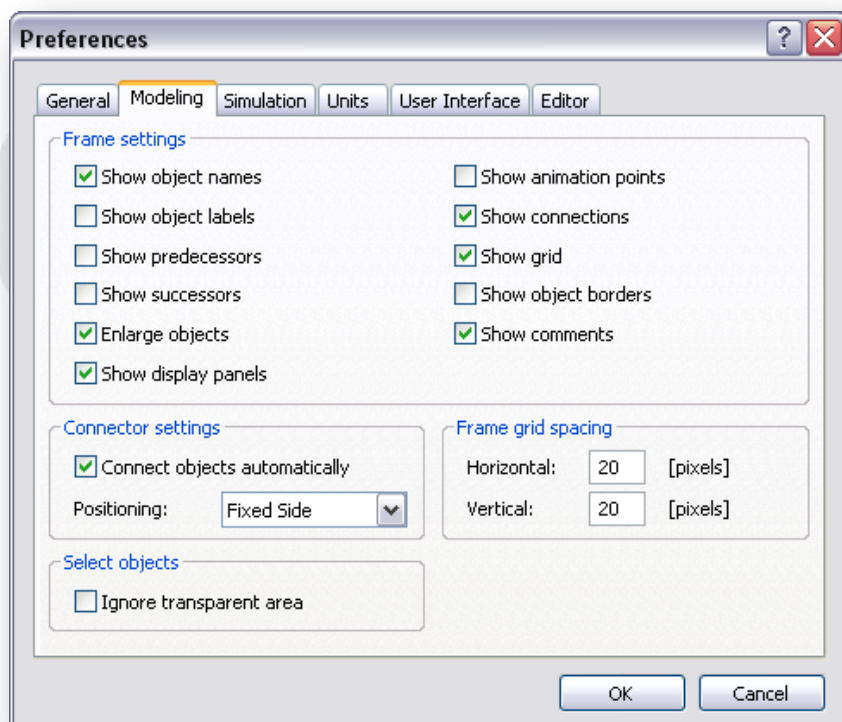 Preferences
General Modeling Simulation Units User Interface Editor
Frame settings
Show object names
Show object labels
Show predecessors
Show successors
Enlarge objects
Show display panels
Show animation points
Show connections
Show grid
Show object borders
Show comments
Connector settings
Connect objects automatically
Positioning: Fixed Side
Frame grid spacing
Horizontal: 20 [pixels]
Vertical: 20 [pixels]
Select objects
Ignore transparent area
OK Cancel